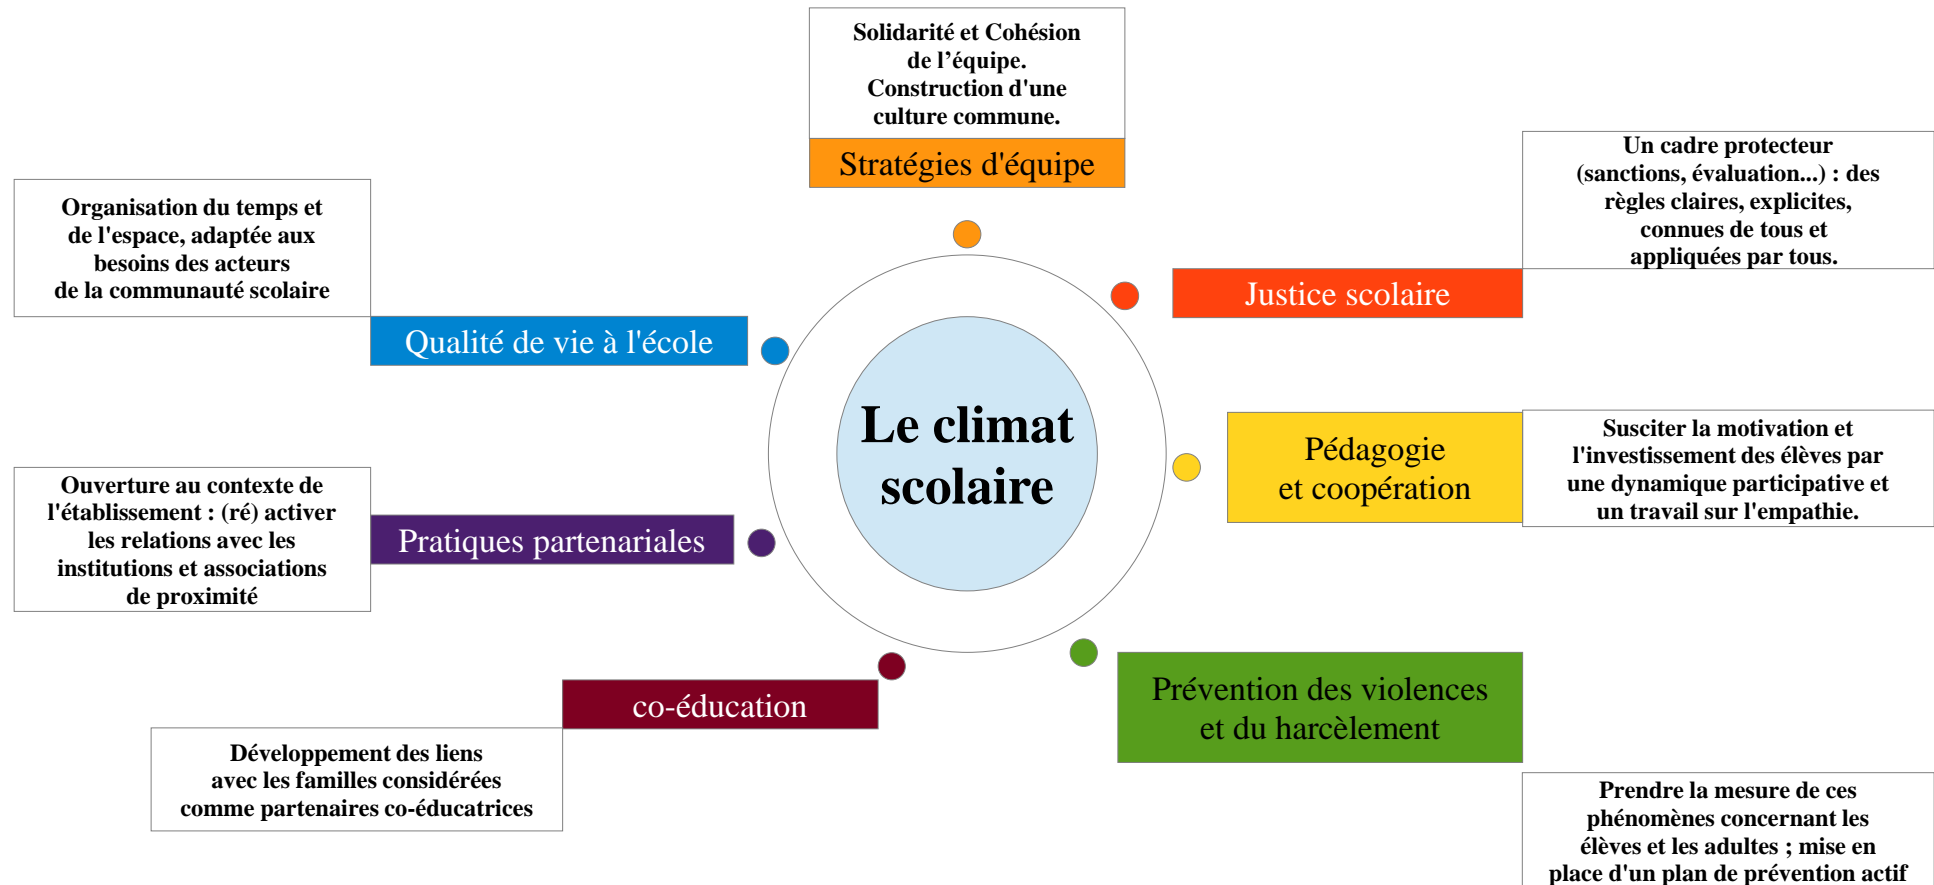 Solidarité et Cohésion
de l’équipe.
Construction d'une
culture commune.
Stratégies d'équipe
Un cadre protecteur
(sanctions, évaluation...) : des
règles claires, explicites,
connues de tous et
appliquées par tous.
Justice scolaire
Organisation du temps et
de l'espace, adaptée aux
besoins des acteurs
de la communauté scolaire
Qualité de vie à l'école
Le climat
scolaire
Pédagogie
et coopération
Susciter la motivation et
l'investissement des élèves par
une dynamique participative et
un travail sur l'empathie.
Ouverture au contexte de
l'établissement : (ré) activer
les relations avec les
institutions et associations
de proximité
Pratiques partenariales
co-éducation
Développement des liens
avec les familles considérées
comme partenaires co-éducatrices
Prévention des violences
et du harcèlement
Prendre la mesure de ces
phénomènes concernant les
élèves et les adultes ; mise en
place d'un plan de prévention actif